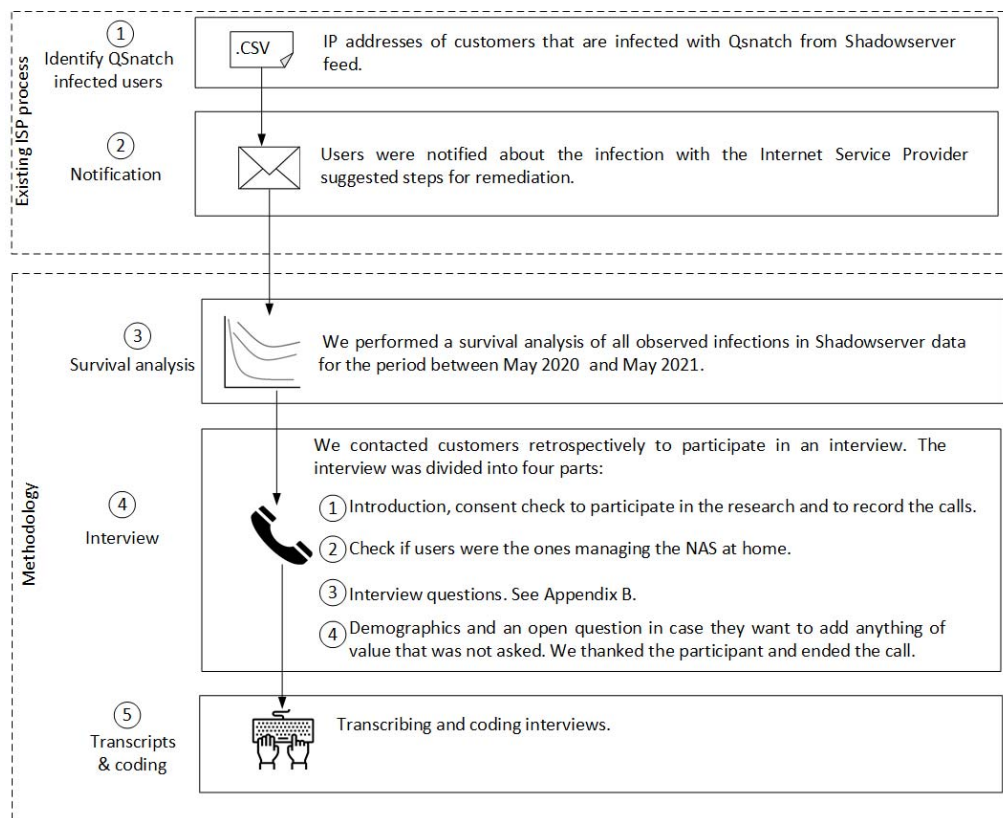 Existing ISP process
1
Identify QSnatch
infected users
.CSV
IP addresses of customers that are infected with Qsnatch from Shadowserver
feed.
2
Notification
Users were notified about the infection with the Internet Service Provider
suggested steps for remediation.
Methodology
3
Survival analysis
We performed a survival analysis of all observed infections in Shadowserver data
for the period between May 2020 and May 2021.
4
Interview
We contacted customers retrospectively to participate in an interview. The
interview was divided into four parts:
1 Introduction, consent check to participate in the research and to record the calls.
2 Check if users were the ones managing the NAS at home.
3 Interview questions. See Appendix B.
4 Demographics and an open question in case they want to add anything of
value that was not asked. We thanked the participant and ended the call.
5
Transcripts
& coding
Transcribing and coding interviews.